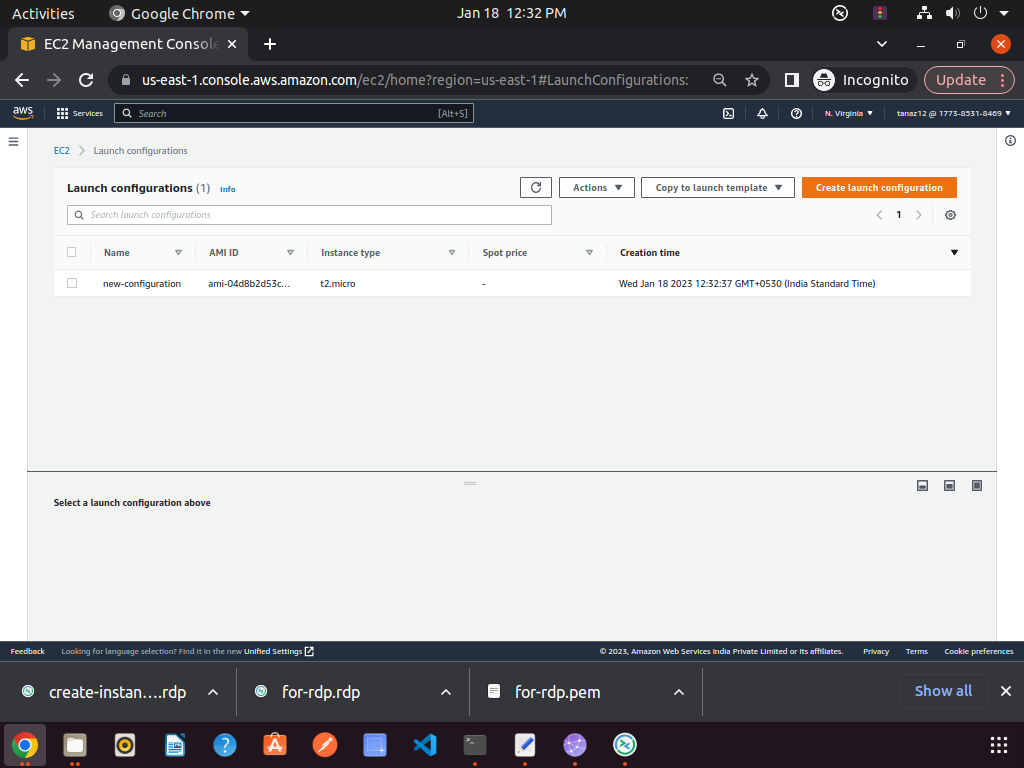 Activities
Google Chrome
Jan 18 12:32 PM
EC2 Management Console
us-east-1.console.aws.amazon.com/ec2/home?region=us-east-1#LaunchConfigurations:
Incognito
Update
aws
Services
Search
[Alt+S]
N. Virginia
tanaz12 @ 1773-8531-8469
EC2
Launch configurations
Launch configurations (1)
Info
Actions
Copy to launch template
Create launch configuration
Search launch configurations
1
Name
AMI ID
Instance type
Spot price
Creation time
new-configuration
ami-04d8b2d53c...
t2.micro
-
Wed Jan 18 2023 12:32:37 GMT+0530 (India Standard Time)
Select a launch configuration above
Feedback
Looking for language selection? Find it in the new Unified Settings
© 2023, Amazon Web Services India Private Limited or its affiliates.
Privacy
Terms
Cookie preferences
create-instan....rdp
for-rdp.rdp
for-rdp.pem
Show all